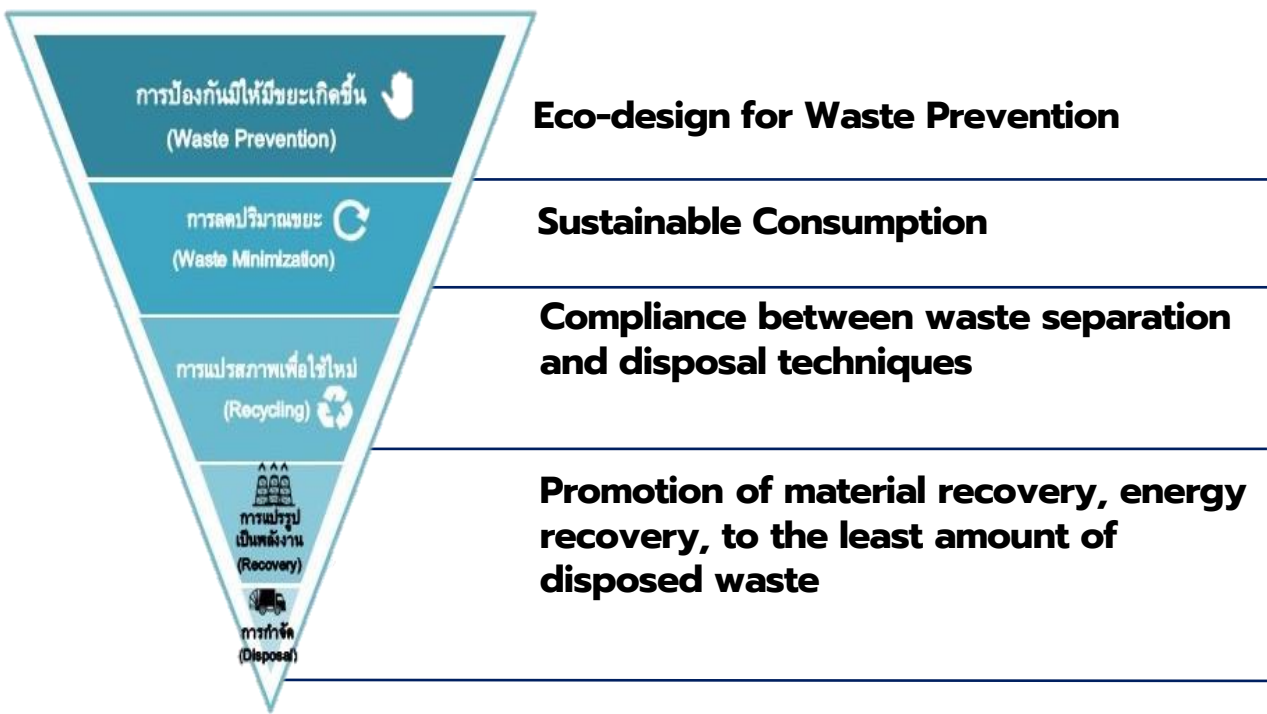 การป้องกันมิให้มีขยะเกิดขึ้น
(Waste Prevention)
Eco-design for Waste Prevention
การลดปริมาณขยะ
(Waste Minimization)
Sustainable Consumption
การแปรสภาพเพื่อใช้ใหม่
(Recycling)
Compliance between waste separation
and disposal techniques
การแปรรูป
เป็นพลังงาน
(Recovery)
Promotion of material recovery, energy
recovery, to the least amount of
disposed waste
การกำจัด
(Disposal)